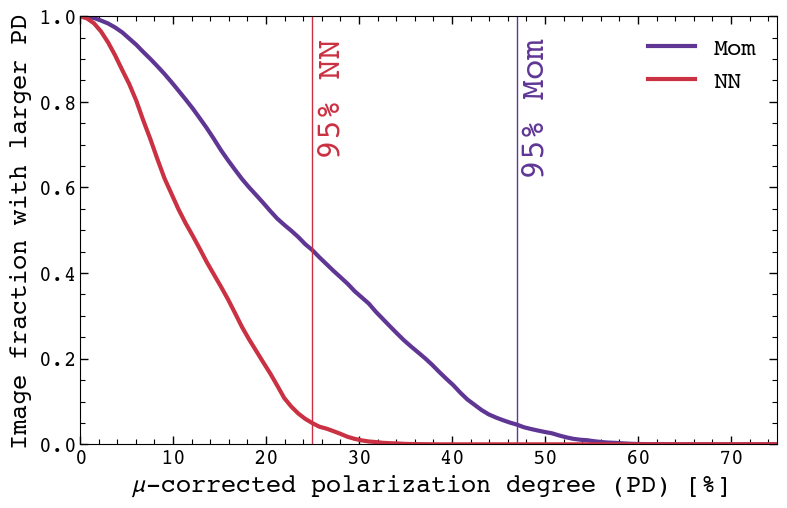 Image fraction with larger PD
1.0
0.8
0.6
0.4
0.2
0.0
95% NN
95% Mom
Mom
NN
0 10 20 30 40 50 60 70
μ-corrected polarization degree (PD) [%]